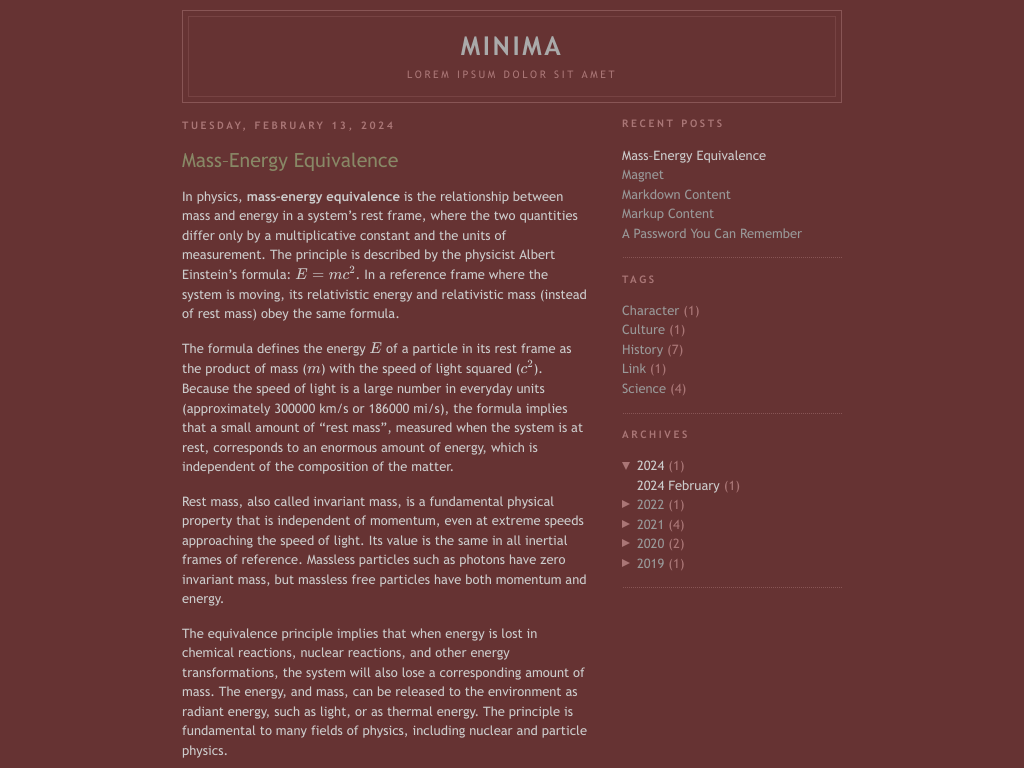 MINIMA
LOREM IPSUM DOLOR SIT AMET
TUESDAY, FEBRUARY 13, 2024
Mass–Energy Equivalence
In physics, mass–energy equivalence is the relationship between
mass and energy in a system’s rest frame, where the two quantities
differ only by a multiplicative constant and the units of
measurement. The principle is described by the physicist Albert
Einstein’s formula: E = mc². In a reference frame where the
system is moving, its relativistic energy and relativistic mass (instead
of rest mass) obey the same formula.
The formula defines the energy E of a particle in its rest frame as
the product of mass (m) with the speed of light squared (c²).
Because the speed of light is a large number in everyday units
(approximately 300000 km/s or 186000 mi/s), the formula implies
that a small amount of “rest mass”, measured when the system is at
rest, corresponds to an enormous amount of energy, which is
independent of the composition of the matter.
Rest mass, also called invariant mass, is a fundamental physical
property that is independent of momentum, even at extreme speeds
approaching the speed of light. Its value is the same in all inertial
frames of reference. Massless particles such as photons have zero
invariant mass, but massless free particles have both momentum and
energy.
The equivalence principle implies that when energy is lost in
chemical reactions, nuclear reactions, and other energy
transformations, the system will also lose a corresponding amount of
mass. The energy, and mass, can be released to the environment as
radiant energy, such as light, or as thermal energy. The principle is
fundamental to many fields of physics, including nuclear and particle
physics.
RECENT POSTS
Mass–Energy Equivalence
Magnet
Markdown Content
Markup Content
A Password You Can Remember
TAGS
Character (1)
Culture (1)
History (7)
Link (1)
Science (4)
ARCHIVES
▼ 2024 (1)
2024 February (1)
► 2022 (1)
► 2021 (4)
► 2020 (2)
► 2019 (1)